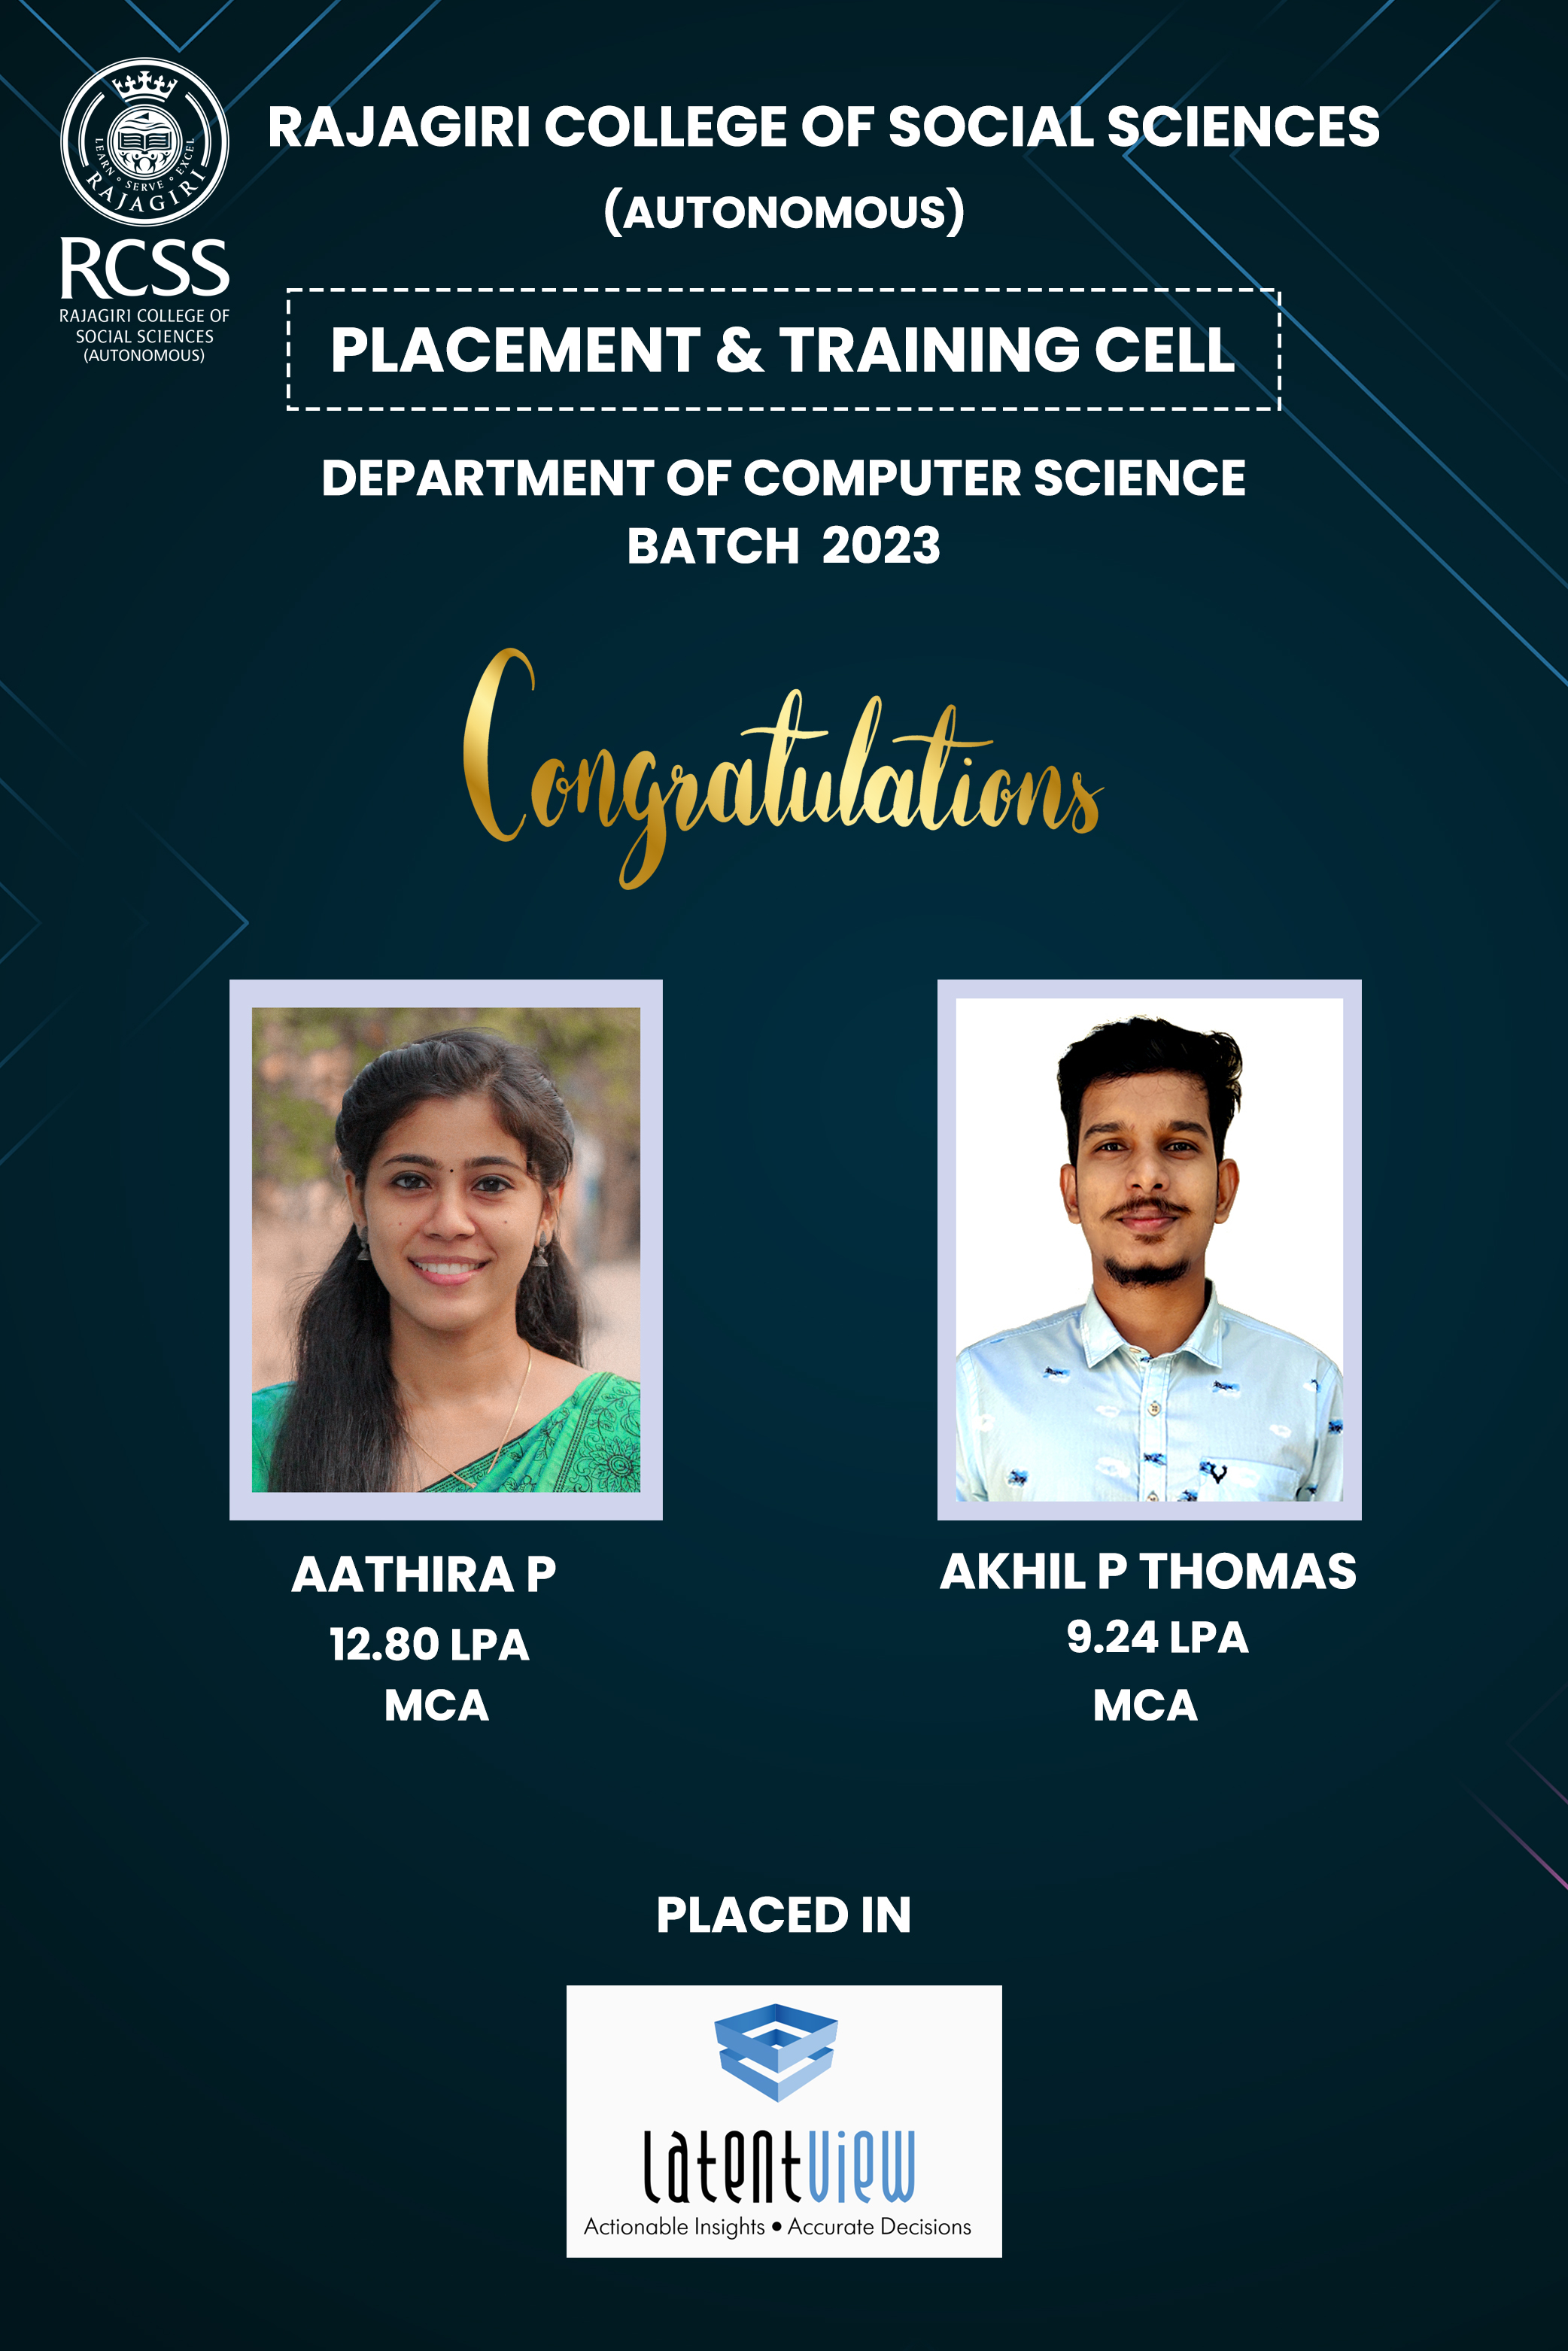 LEARN • SERVE • EXCEL
RAJAGIRI
RCSS
RAJAGIRI COLLEGE OF
SOCIAL SCIENCES
(AUTONOMOUS)
RAJAGIRI COLLEGE OF SOCIAL SCIENCES
(AUTONOMOUS)
PLACEMENT & TRAINING CELL
DEPARTMENT OF COMPUTER SCIENCE
BATCH 2023
Congratulations
AATHIRA P
12.80 LPA
MCA
AKHIL P THOMAS
9.24 LPA
MCA
PLACED IN
latentview
Actionable Insights • Accurate Decisions